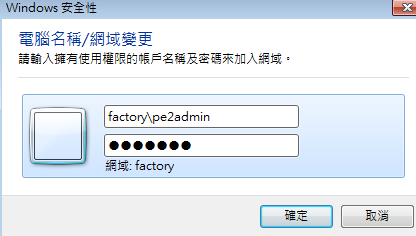 Windows 安全性
電腦名稱/網域變更
請輸入擁有使用權限的帳戶名稱及密碼來加入網域。
factory\pe2admin
●●●●●●●
網域: factory
確定
取消